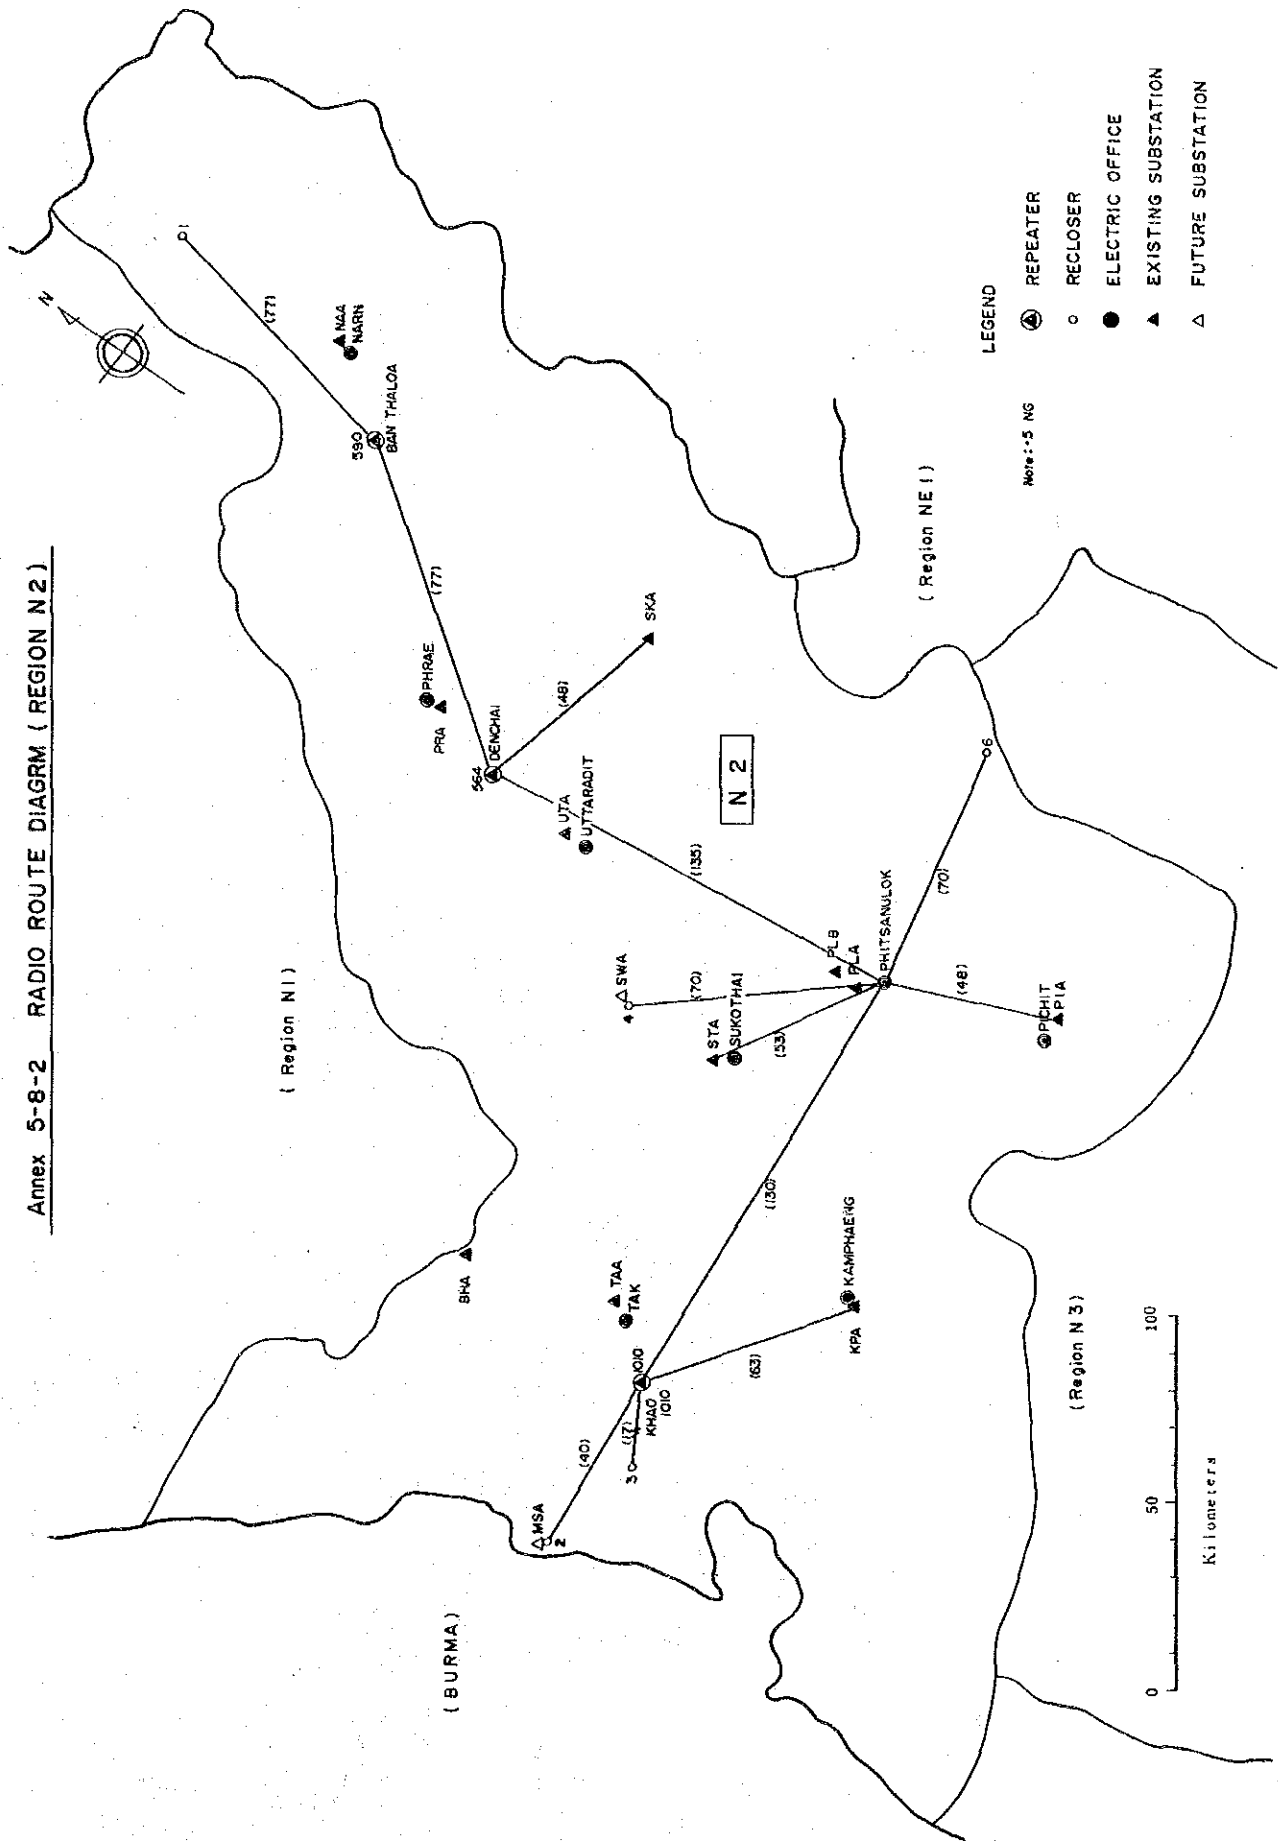 Annex 5-8-2 RADIO ROUTE DIAGRM (REGION N2)
N
1
(77)
NAA
NARN
590
BAN THALOA
(77)
PHRAE
PRA
564
DENCHAI
(48)
SKA
UTA
UTTARADIT
(135)
N 2
(Region N1)
(Region NE1)
4
SWA
(70)
PLB
PLA
PHITSANULOK
(70)
6
STA
SUKOTHAI
(53)
(48)
PICHIT
PIA
(130)
BHA
TAA
TAK
1010
KHAO
1010
(63)
KAMPHAENG
KPA
(17)
3
(40)
MSA
2
(BURMA)
(Region N3)
0
50
100
Kilometers
LEGEND
REPEATER
RECLOSER
ELECTRIC OFFICE
EXISTING SUBSTATION
FUTURE SUBSTATION
Note:·5 NG